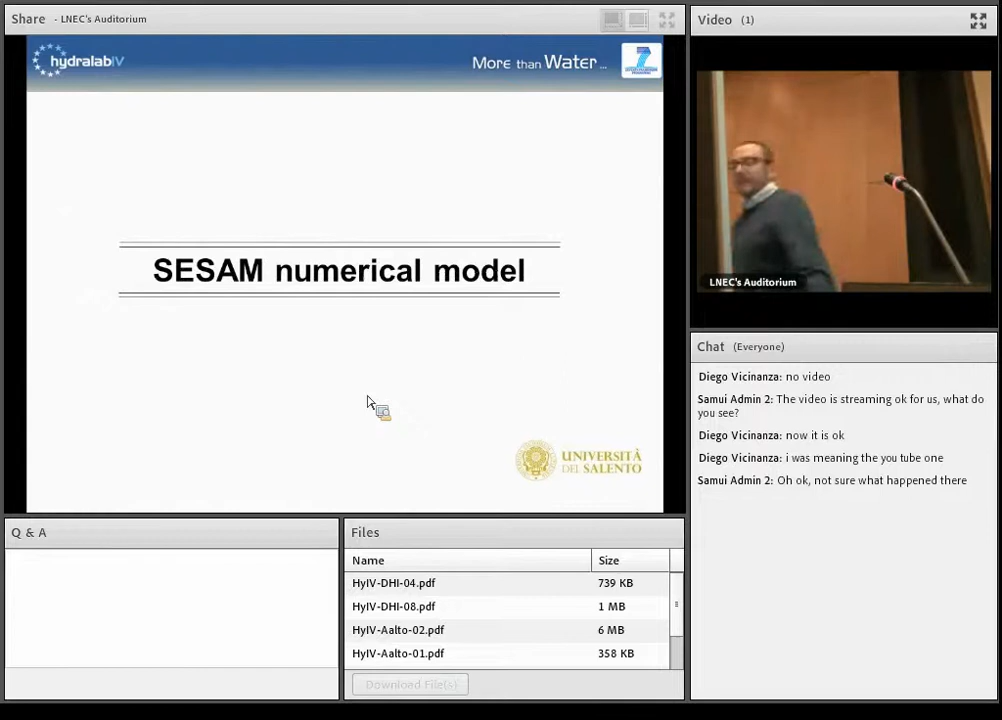 Share - LNEC's Auditorium
hydralabIV
More than Water...
7
SESAM numerical model
UNIVERSITÀ
DEL SALENTO
Video (1)
LNEC's Auditorium
Chat (Everyone)
Diego Vicinanza: no video
Samui Admin 2: The video is streaming ok for us, what do
you see?
Diego Vicinanza: now it is ok
Diego Vicinanza: i was meaning the you tube one
Samui Admin 2: Oh ok, not sure what happened there
Q & A
Files
Name Size
HyIV-DHI-04.pdf 739 KB
HyIV-DHI-08.pdf 1 MB
HyIV-Aalto-02.pdf 6 MB
HyIV-Aalto-01.pdf 358 KB
Download File(s)